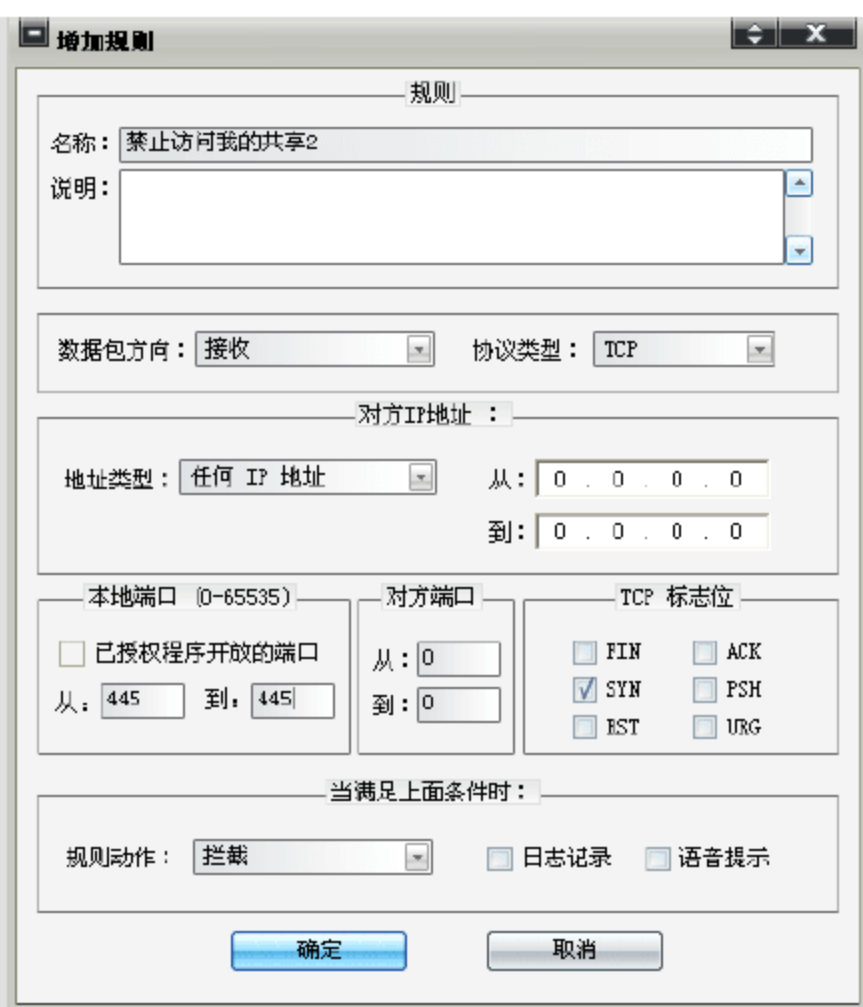 增加规则
规则
名称：禁止访问我的共享2
说明：
数据包方向：接收 协议类型：TCP
对方IP地址 ：
地址类型：任何 IP 地址 从：0 . 0 . 0 . 0
到：0 . 0 . 0 . 0
本地端口 (0-65535) 对方端口 TCP 标志位
已授权程序开放的端口 从：0 FIN ACK
从：445 到：445 到：0 SYN PSH
RST URG
当满足上面条件时：
规则动作：拦截 日志记录 语音提示
确定 取消